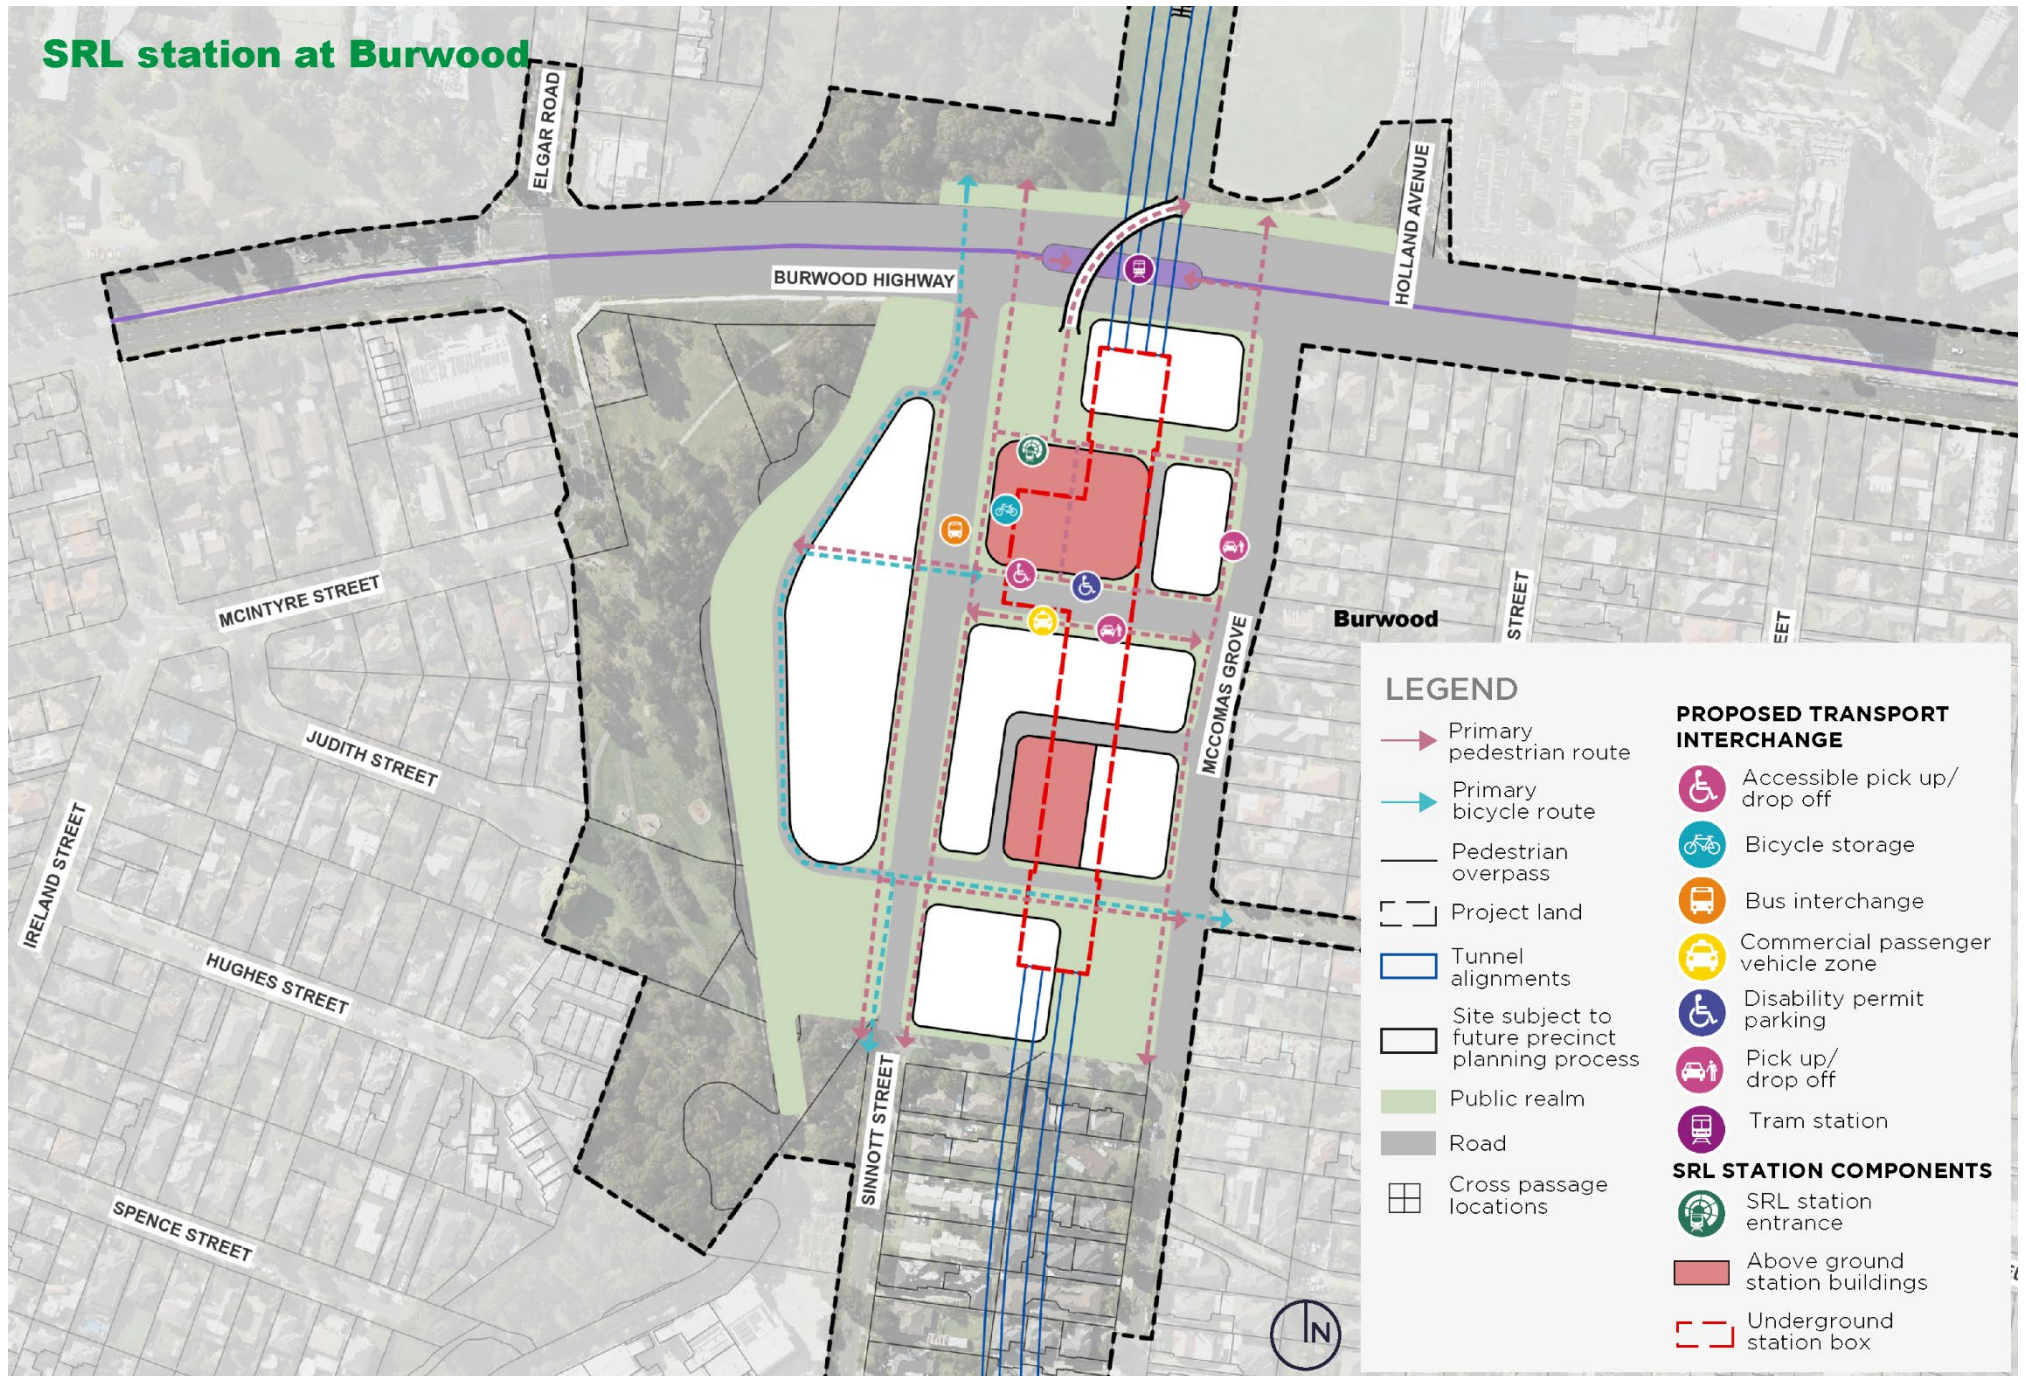 SRL station at Burwood
ELGAR ROAD
HOLLAND AVENUE
BURWOOD HIGHWAY
MCINTYRE STREET
STREET
Burwood
MCCOMAS GROVE
JUDITH STREET
IRELAND STREET
HUGHES STREET
SINNOTT STREET
SPENCE STREET
N
LEGEND
Primary
pedestrian route
Primary
bicycle route
Pedestrian
overpass
Project land
Tunnel
alignments
Site subject to
future precinct
planning process
Public realm
Road
Cross passage
locations
PROPOSED TRANSPORT
INTERCHANGE
Accessible pick up/
drop off
Bicycle storage
Bus interchange
Commercial passenger
vehicle zone
Disability permit
parking
Pick up/
drop off
Tram station
SRL STATION COMPONENTS
SRL station
entrance
Above ground
station buildings
Underground
station box